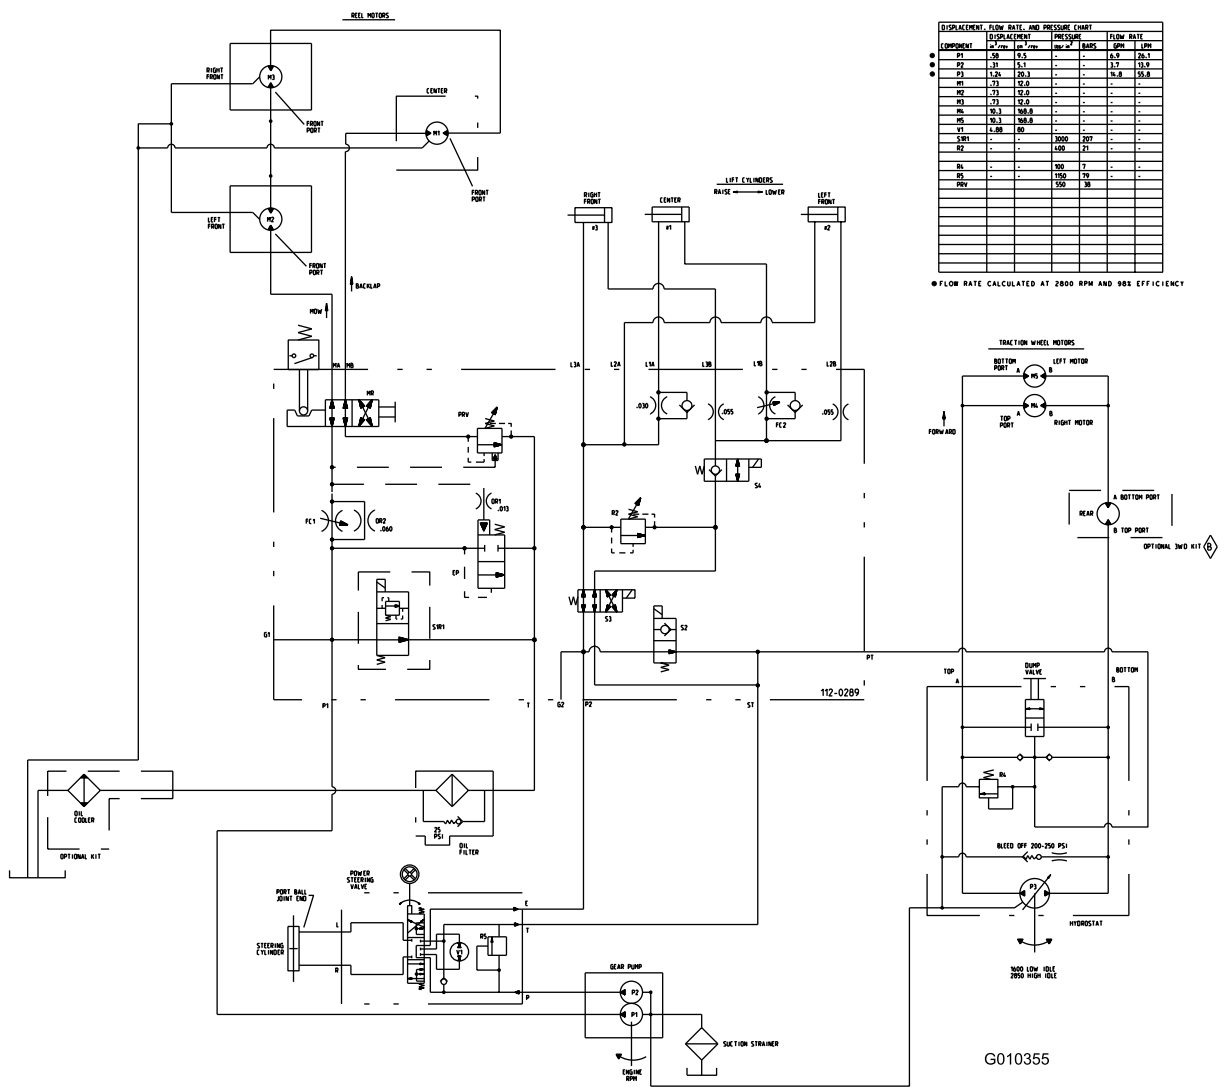 REEL MOTORS
RIGHT FRONT
M3
FRONT PORT
CENTER
M1
FRONT PORT
LEFT FRONT
M2
FRONT PORT
BACKLAP
MOW
DISPLACEMENT, FLOW RATE, AND PRESSURE CHART
DISPLACEMENT PRESSURE FLOW RATE
COMPONENT in³/rev cm³/rev BARS GPM LPM
P1 .58 9.5 - - 6.9 26.1
P2 .31 5.1 - - 3.7 13.9
P3 1.24 20.3 - - 14.8 55.8
M1 .73 12.0 - - - -
M2 .73 12.0 - - - -
M3 .73 12.0 - - - -
M4 10.3 168.8 - - - -
M5 10.3 168.8 - - - -
V1 4.88 80 - - - -
S1R1 - - 3000 207 - -
R2 - - 400 21 - -
R4 - - 100 7 - -
R5 - - 1150 79 - -
PRV 550 38
● FLOW RATE CALCULATED AT 2800 RPM AND 98% EFFICIENCY
LIFT CYLINDERS
RAISE LOWER
RIGHT FRONT
#3
CENTER
#1
LEFT FRONT
#2
MA MB
L3A L2A L1A L3B L1B L2B
MR
PRV
.030
.055
FC2
.055
S4
R2
OR1 .013
FC1
OR2 .060
EP
S1R1
G1
S3
S2
PT
P1
T
G2
P2
ST
112-0289
TRACTION WHEEL MOTORS
BOTTOM PORT
A M5 B
LEFT MOTOR
A M4 B
TOP PORT
RIGHT MOTOR
FORWARD
A BOTTOM PORT
REAR
B TOP PORT
OPTIONAL 3WD KIT B
TOP
A
DUMP VALVE
BOTTOM
B
R4
BLEED OFF 200-250 PSI
P3
HYDROSTAT
1600 LOW IDLE
2850 HIGH IDLE
OIL COOLER
OPTIONAL KIT
25 PSI
OIL FILTER
POWER STEERING VALVE
PORT BALL JOINT END
STEERING CYLINDER
L
R
V1
R5
E
T
P
GEAR PUMP
P2
P1
SUCTION STRAINER
ENGINE RPM
G010355